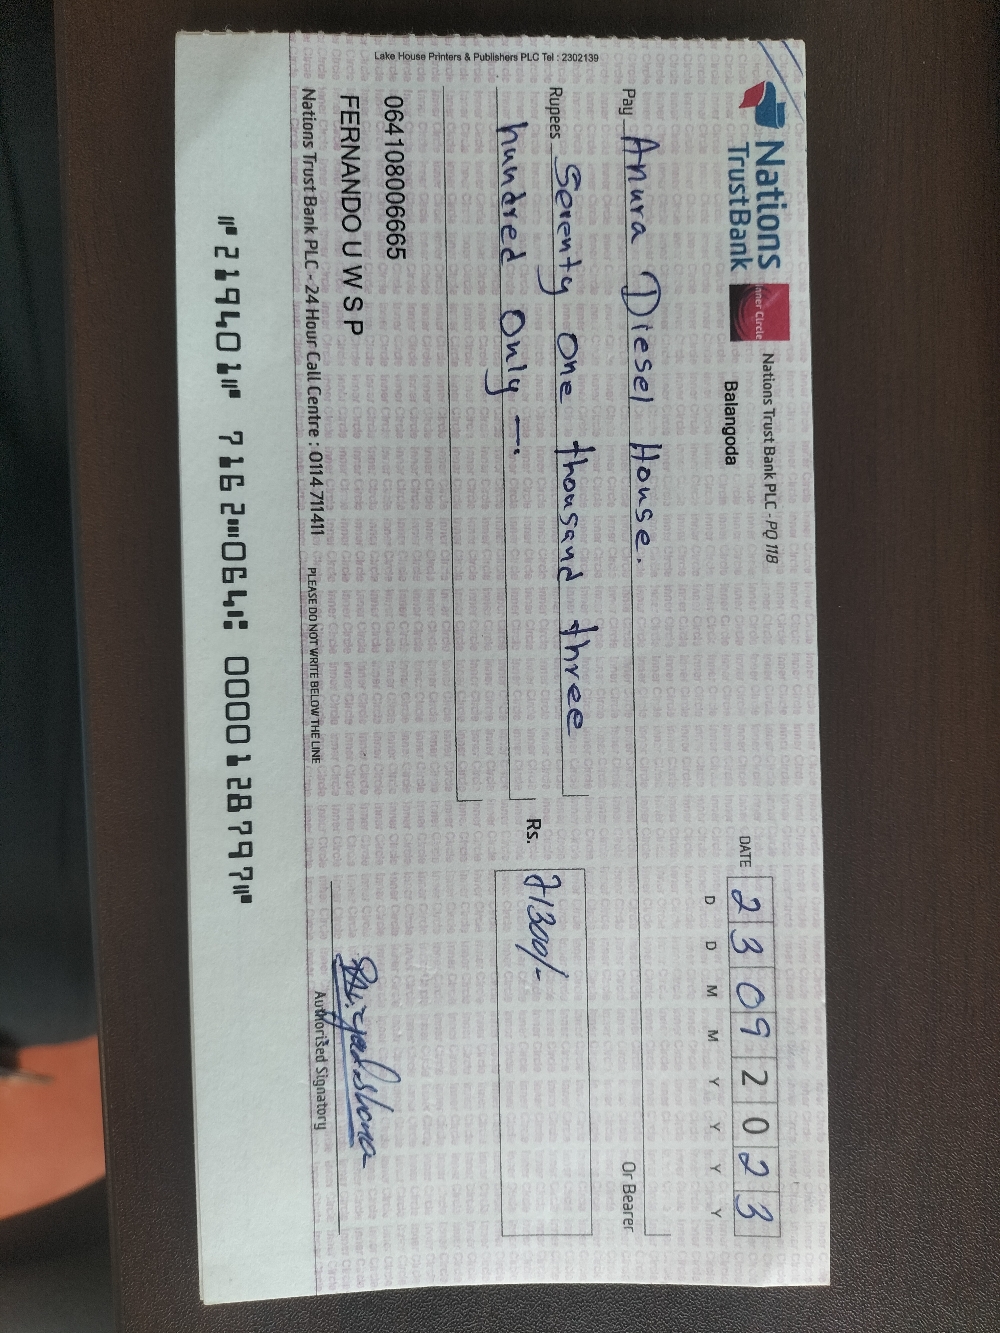 Lake House Printers & Publishers PLC Tel : 2302139
Nations
TrustBank
Inner Circle
Nations Trust Bank PLC - PQ 118
Balangoda
DATE 2 3 0 9 2 0 2 3
D D M M Y Y Y Y
Pay Anura Diesel House. Or Bearer
Rupees Seventy one thousand three
hundred only —.
Rs. 71300/-
064108006665
FERNANDO U W S P
Authorised Signatory
Nations Trust Bank PLC - 24 Hour Call Centre : 0114 711411 PLEASE DO NOT WRITE BELOW THE LINE
⑈219401⑈ 7162⑉064⑆ 0000128797⑈